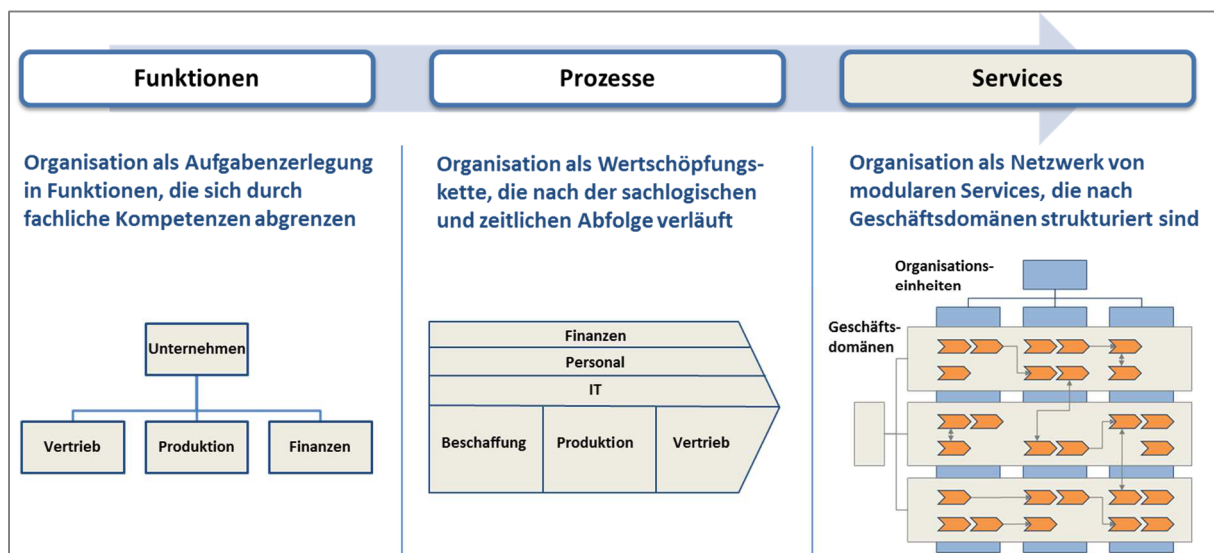 Funktionen
Prozesse
Services
Organisation als Aufgabenzerlegung
in Funktionen, die sich durch
fachliche Kompetenzen abgrenzen
Organisation als Wertschöpfungs-
kette, die nach der sachlogischen
und zeitlichen Abfolge verläuft
Organisation als Netzwerk von
modularen Services, die nach
Geschäftsdomänen strukturiert sind
Unternehmen
Vertrieb
Produktion
Finanzen
Finanzen
Personal
IT
Beschaffung
Produktion
Vertrieb
Organisations-
einheiten
Geschäfts-
domänen